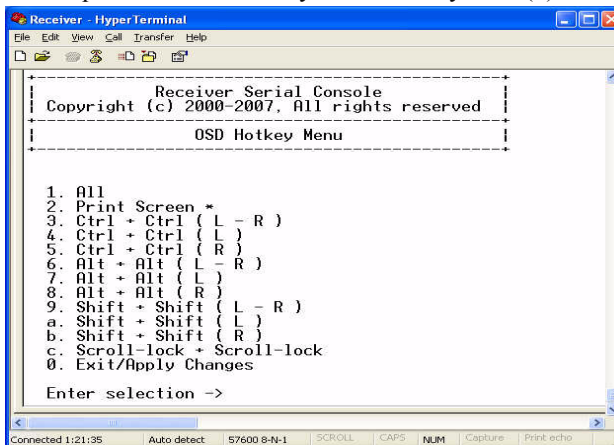 Receiver - HyperTerminal
File Edit View Call Transfer Help
Receiver Serial Console
Copyright (c) 2000-2007, All rights reserved
OSD Hotkey Menu
1. All
2. Print Screen *
3. Ctrl + Ctrl ( L - R )
4. Ctrl + Ctrl ( L )
5. Ctrl + Ctrl ( R )
6. Alt + Alt ( L - R )
7. Alt + Alt ( L )
8. Alt + Alt ( R )
9. Shift + Shift ( L - R )
a. Shift + Shift ( L )
b. Shift + Shift ( R )
c. Scroll-lock + Scroll-lock
0. Exit/Apply Changes
Enter selection ->
Connected 1:21:35 Auto detect 57600 8-N-1 SCROLL CAPS NUM Capture Print echo